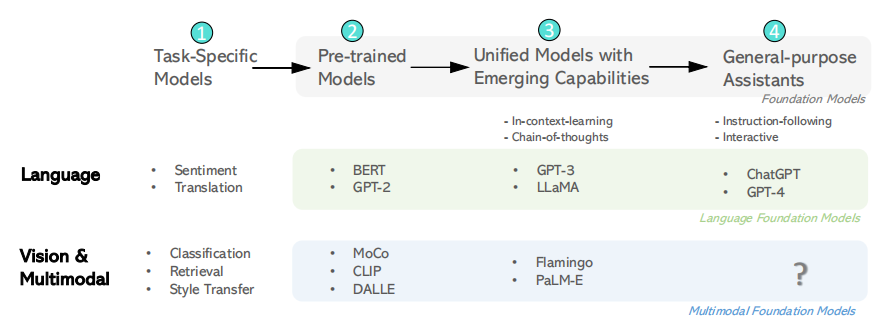 1
2
3
4
Task-Specific
Models
Pre-trained
Models
Unified Models with
Emerging Capabilities
General-purpose
Assistants
Foundation Models
- In-context-learning
- Chain-of-thoughts
- Instruction-following
- Interactive
Language
• Sentiment
• Translation
• BERT
• GPT-2
• GPT-3
• LLaMA
• ChatGPT
• GPT-4
Language Foundation Models
Vision &
Multimodal
• Classification
• Retrieval
• Style Transfer
• MoCo
• CLIP
• DALLE
• Flamingo
• PaLM-E
?
Multimodal Foundation Models